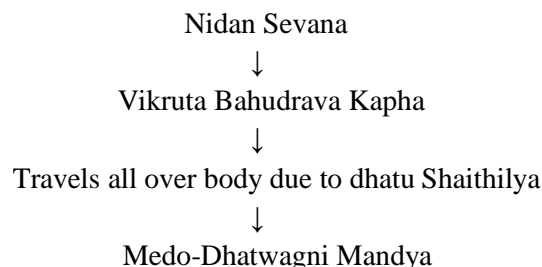 Nidan Sevana
↓
Vikruta Bahudrava Kapha
↓
Travels all over body due to dhatu Shaithilya
↓
Medo-Dhatwagni Mandya